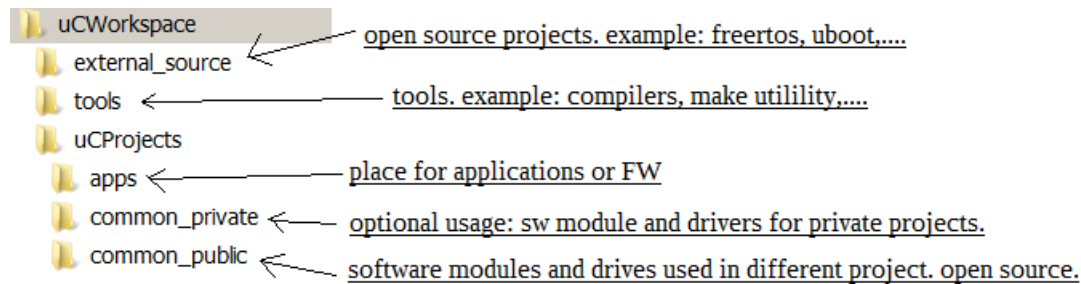 uCWorkspace
open source projects. example: freertos, uboot,....
external_source
tools
tools. example: compilers, make utilility,....
uCProjects
apps
place for applications or FW
common_private
optional usage: sw module and drivers for private projects.
common_public
software modules and drives used in different project. open source.